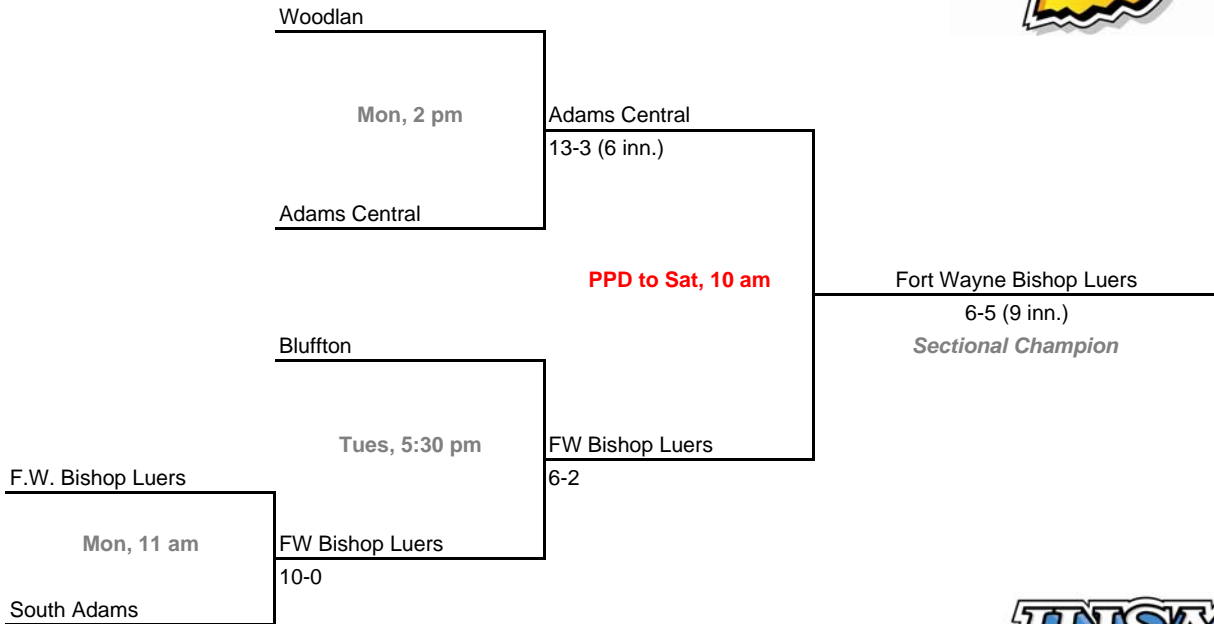 Woodlan
Mon, 2 pm
Adams Central
13-3 (6 inn.)
Adams Central
PPD to Sat, 10 am
Fort Wayne Bishop Luers
6-5 (9 inn.)
Sectional Champion
Bluffton
Tues, 5:30 pm
FW Bishop Luers
6-2
F.W. Bishop Luers
Mon, 11 am
FW Bishop Luers
10-0
South Adams